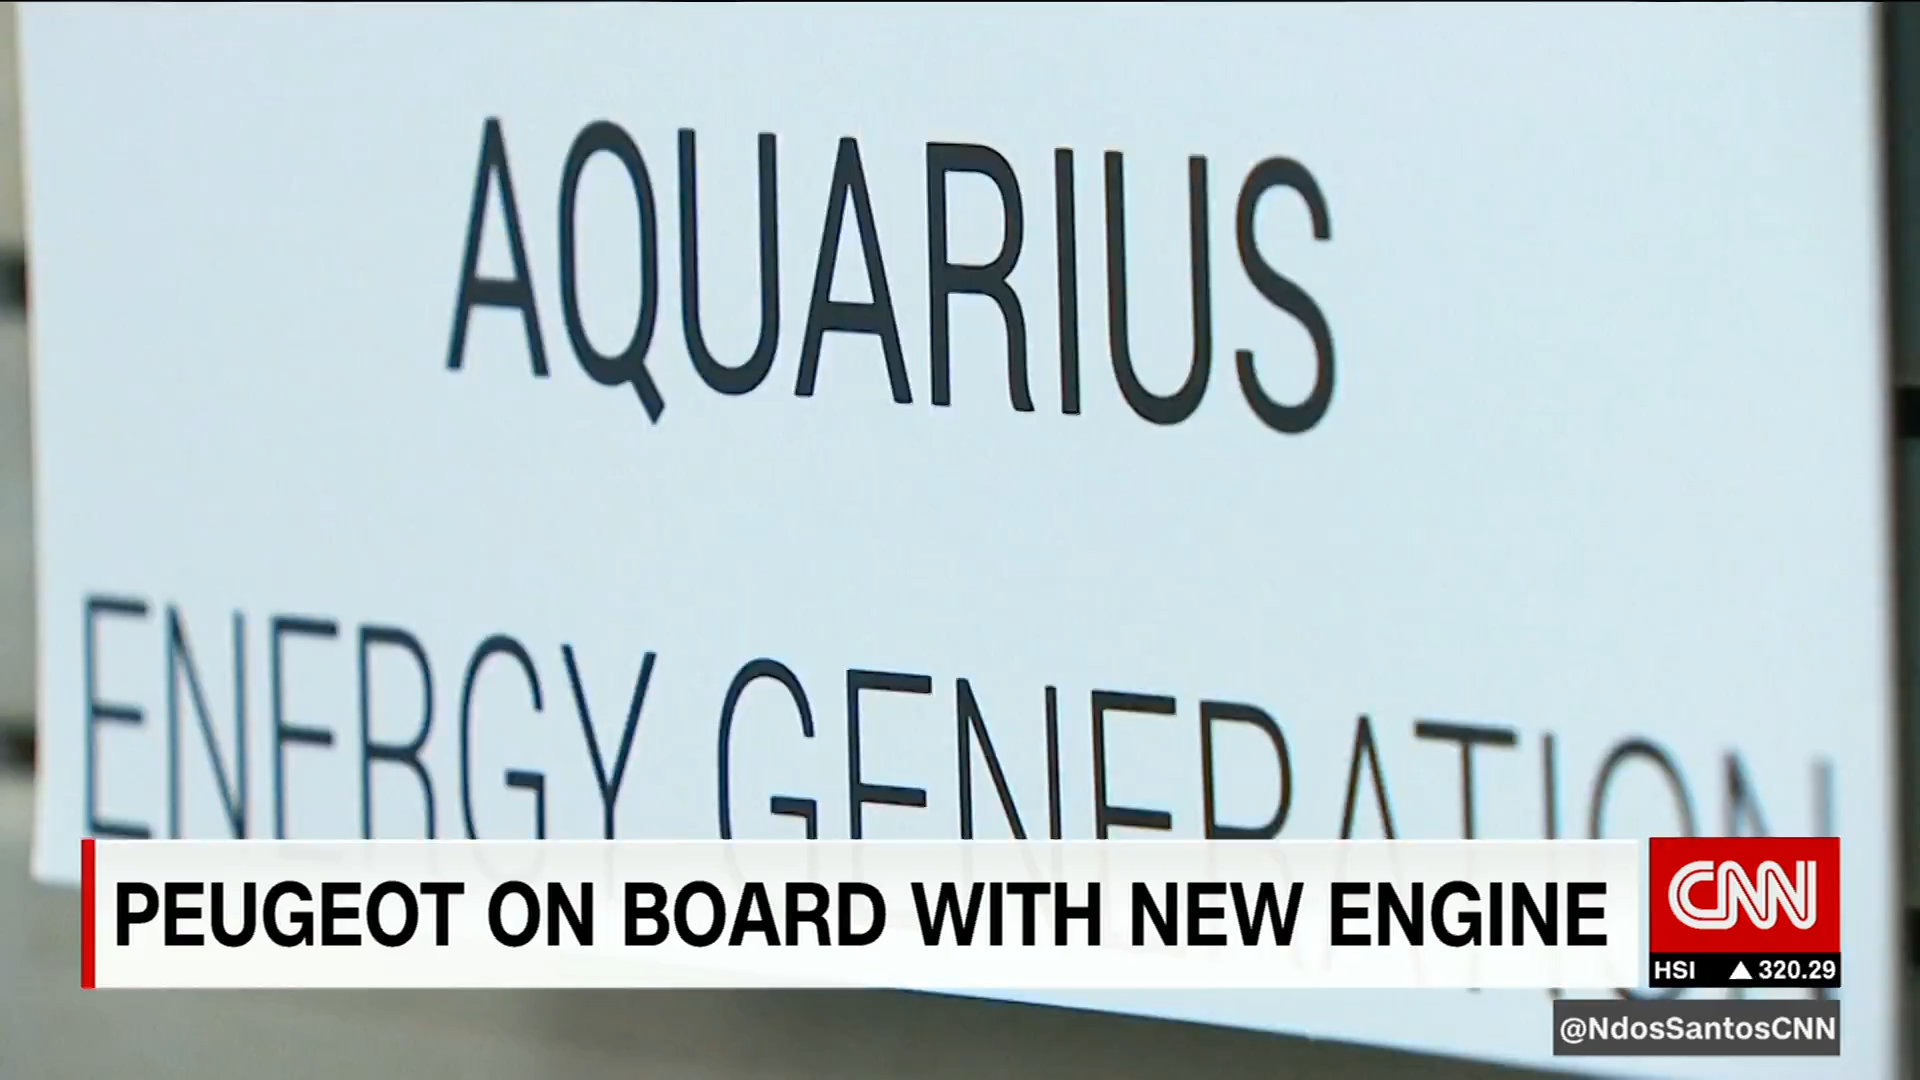 AQUARIUS
ENERGY GENERATION
PEUGEOT ON BOARD WITH NEW ENGINE
CNN
HSI ▲ 320.29
@NdosSantosCNN